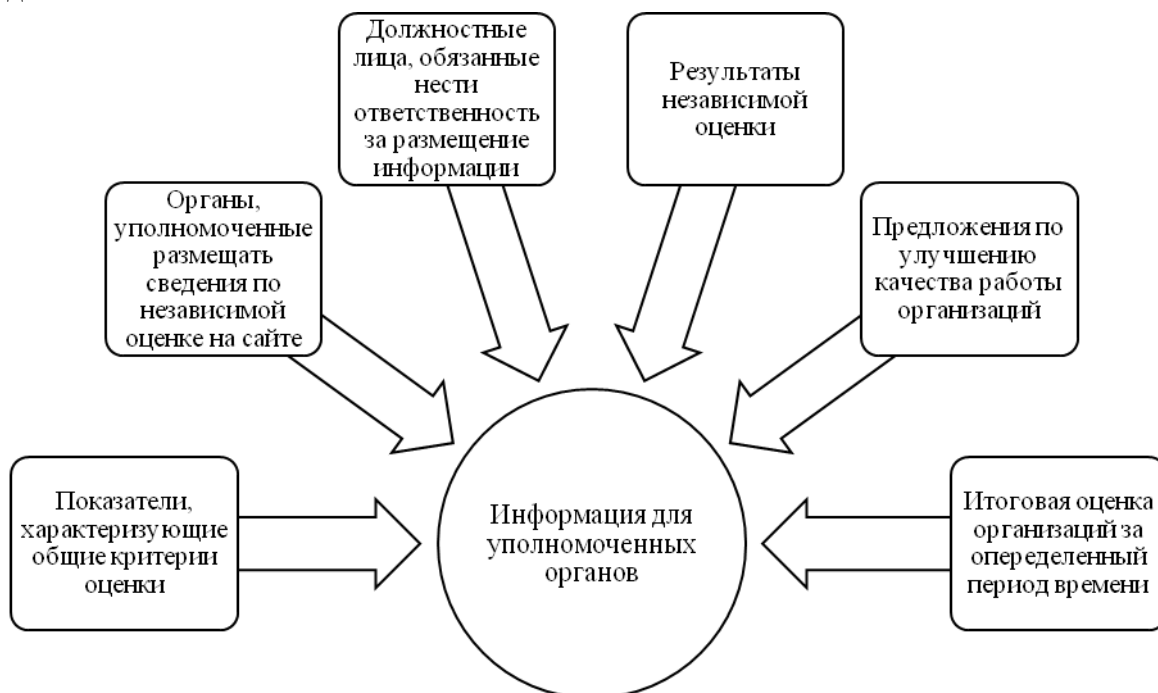 Должностные
лица, обязанные
нести
ответственность
за размещение
информации
Результаты
независимой
оценки
Органы,
уполномоченные
размещать
сведения по
независимой
оценке на сайте
Предложения по
улучшению
качества работы
организаций
Показатели,
характеризующие
общие критерии
оценки
Информация для
уполномоченных
органов
Итоговая оценка
организаций за
опеределенный
период времени